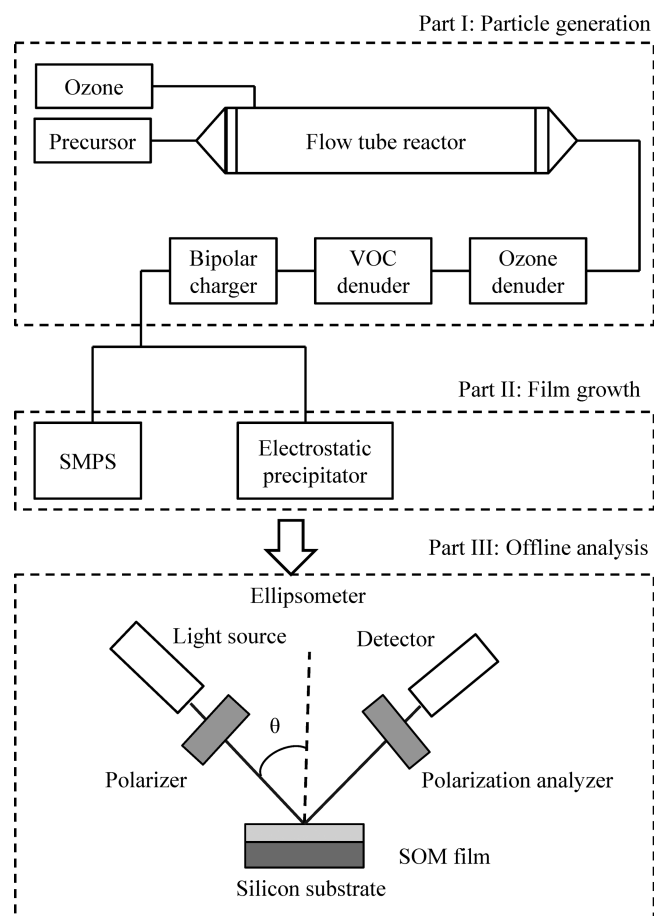 Part I: Particle generation
Ozone
Precursor
Flow tube reactor
Bipolar
charger
VOC
denuder
Ozone
denuder
Part II: Film growth
SMPS
Electrostatic
precipitator
Part III: Offline analysis
Ellipsometer
Light source
Detector
θ
Polarizer
Polarization analyzer
SOM film
Silicon substrate